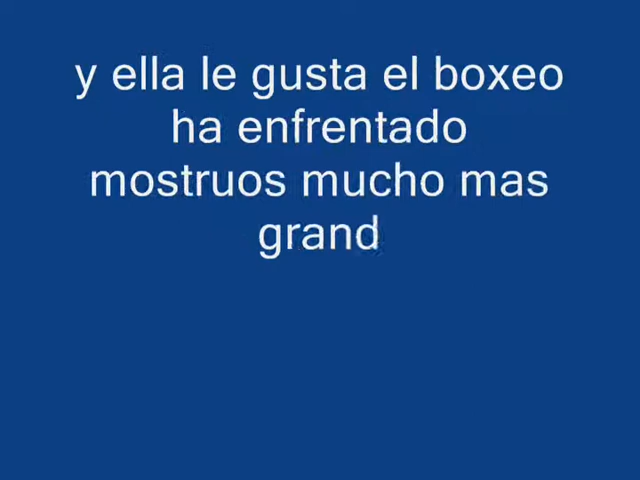 y ella le gusta el boxeo
ha enfrentado
mostruos mucho mas
grand